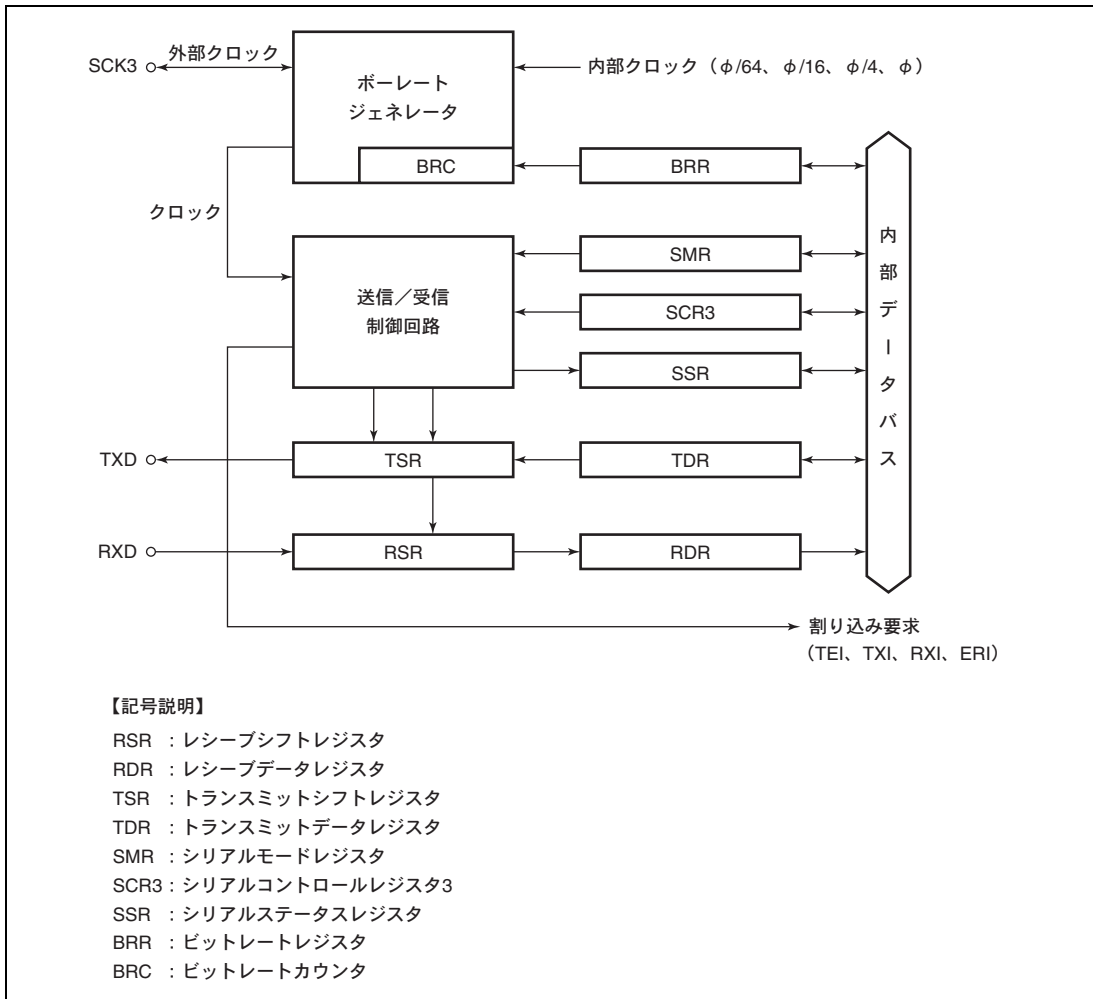 SCK3
外部クロック
ボーレート
ジェネレータ
内部クロック（φ/64、φ/16、φ/4、φ）
BRC
BRR
クロック
送信／受信
制御回路
SMR
SCR3
SSR
内部データバス
TXD
TSR
TDR
RXD
RSR
RDR
割り込み要求
（TEI、TXI、RXI、ERI）
【記号説明】
RSR ：レシーブシフトレジスタ
RDR ：レシーブデータレジスタ
TSR ：トランスミットシフトレジスタ
TDR ：トランスミットデータレジスタ
SMR ：シリアルモードレジスタ
SCR3：シリアルコントロールレジスタ3
SSR ：シリアルステータスレジスタ
BRR ：ビットレートレジスタ
BRC ：ビットレートカウンタ